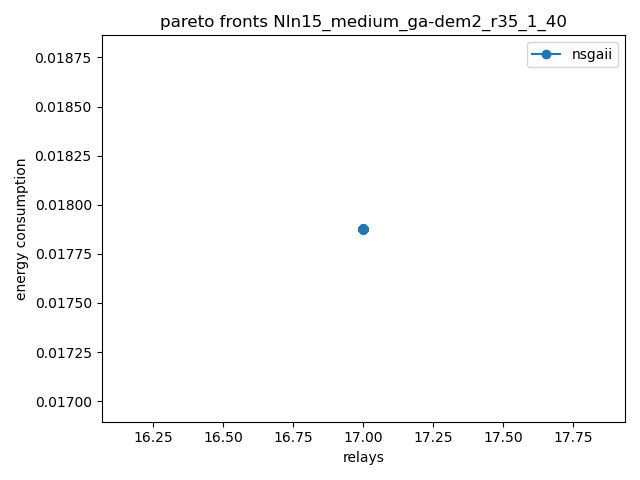 pareto fronts NIn15_medium_ga-dem2_r35_1_40
nsgaii
energy consumption
0.01875
0.01850
0.01825
0.01800
0.01775
0.01750
0.01725
0.01700
16.25 16.50 16.75 17.00 17.25 17.50 17.75
relays